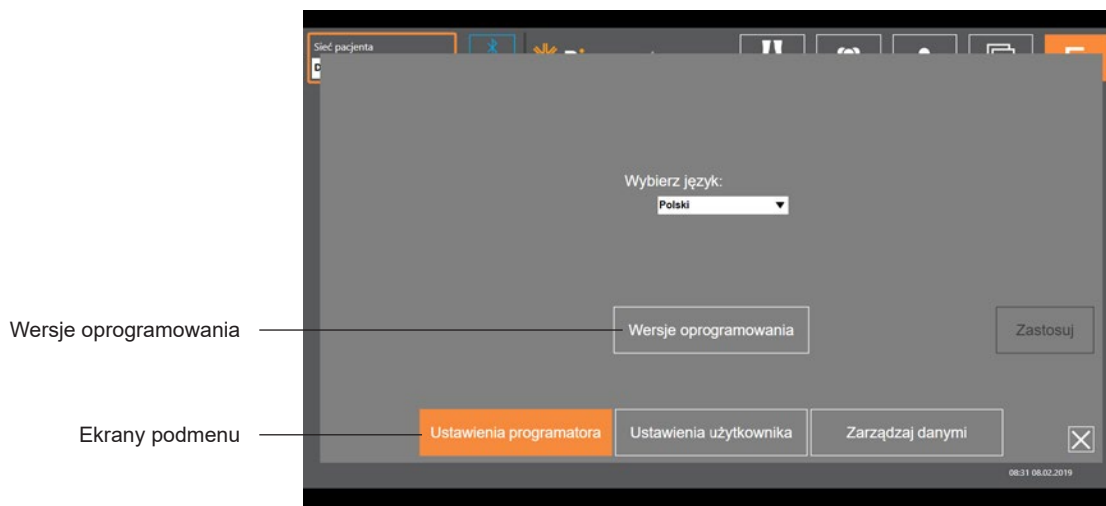 Sieć pacjenta
Wybierz język:
Polski
Wersje oprogramowania
Wersje oprogramowania
Zastosuj
Ekrany podmenu
Ustawienia programatora
Ustawienia użytkownika
Zarządzaj danymi
08:31 08.02.2019